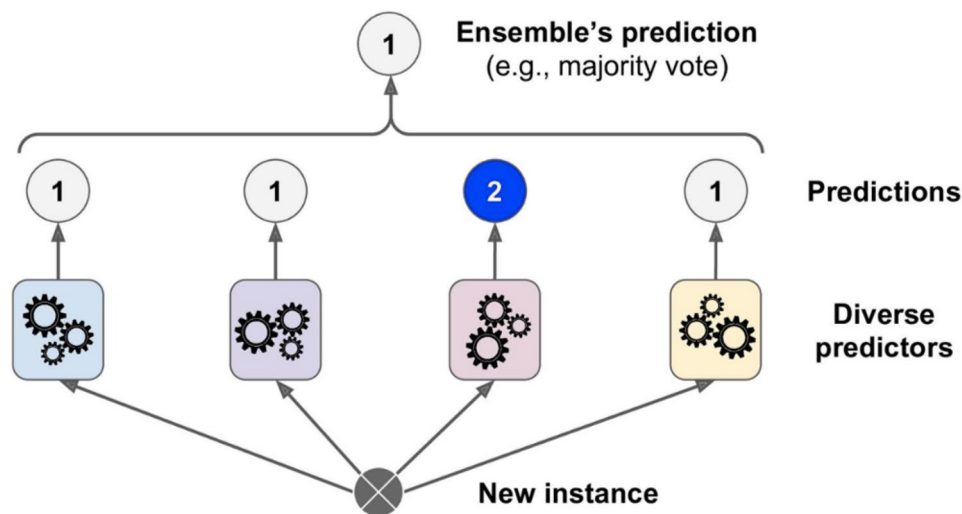 1
Ensemble's prediction
(e.g., majority vote)
1 1 2 1 Predictions
Diverse
predictors
New instance